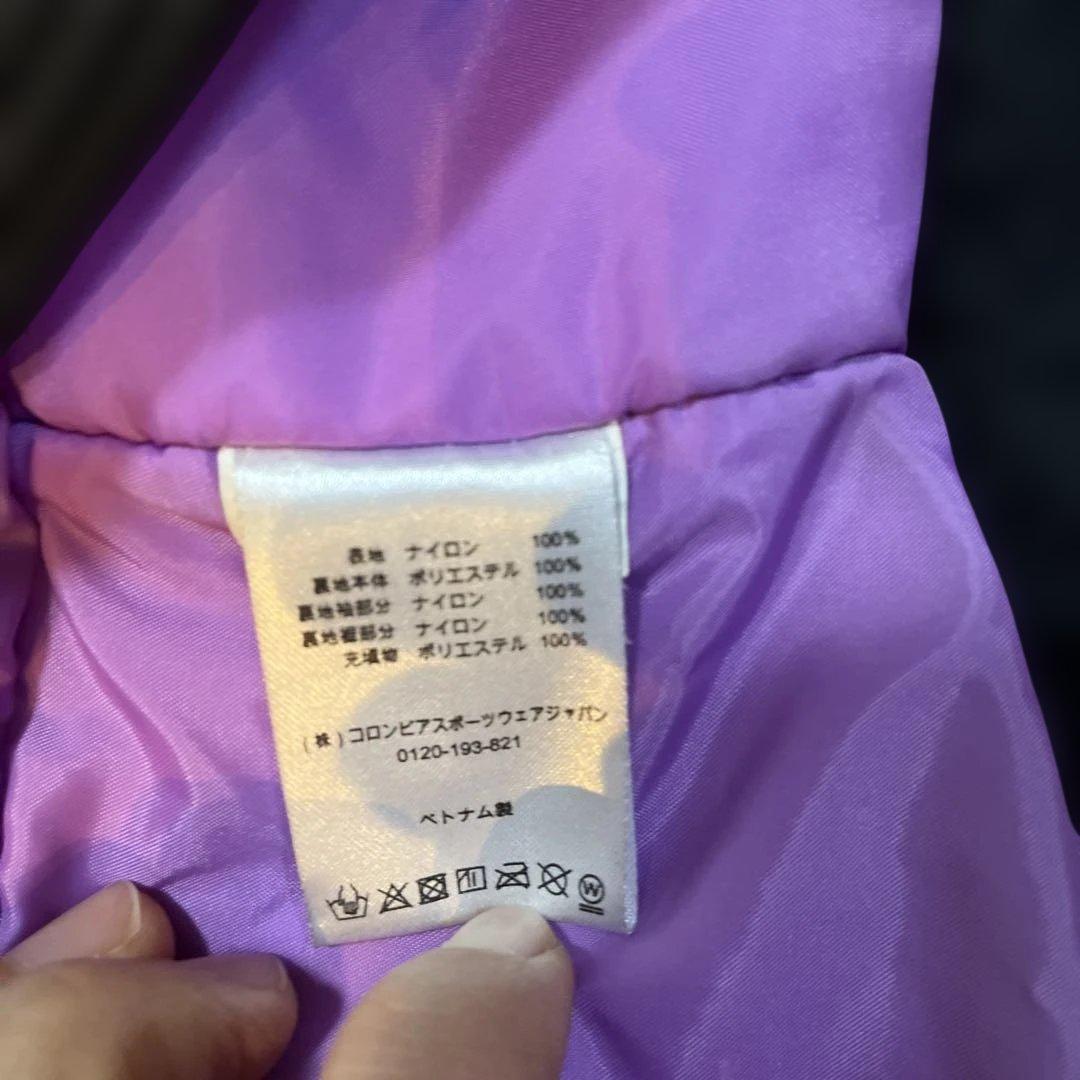 表地 ナイロン 100%
裏地本体 ポリエステル 100%
裏地袖部分 ナイロン 100%
裏地裾部分 ナイロン 100%
充填物 ポリエステル 100%
(株)コロンビアスポーツウェアジャパン
0120-193-821
ベトナム製
W